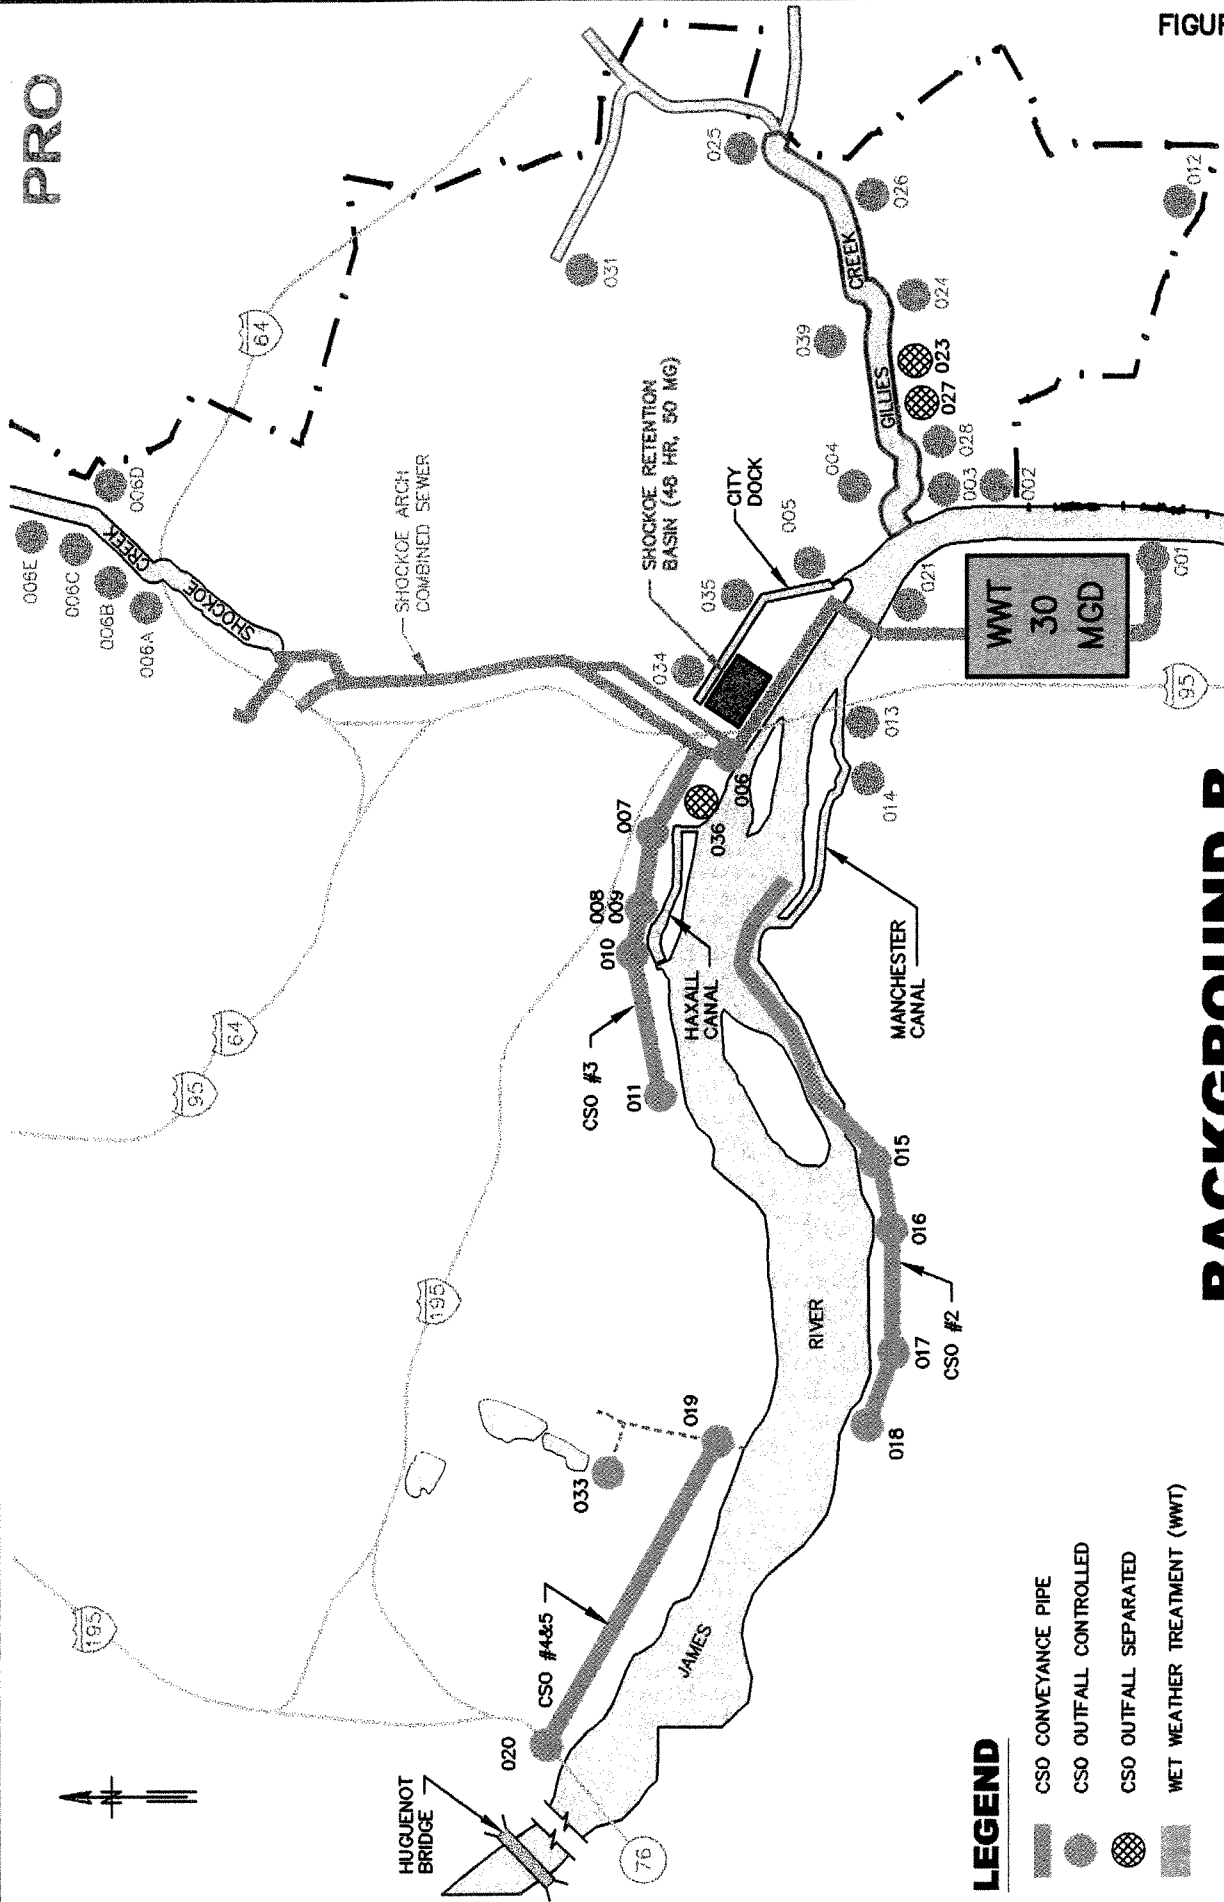 FIGUR
PRO
006E
006C
006B
006A
006D
SHOCKOE
CREEK
64
SHOCKOE ARCH
COMBINED SEWER
SHOCKOE RETENTION
BASIN (48 HR, 50 MG)
CITY
DOCK
031
025
026
039
024
023
027
028
004
003
002
005
012
GILLIES
CREEK
035
034
021
001
WWT
30
MGD
95
013
014
006
036
007
008
009
010
011
CSO #3
HAXALL
CANAL
MANCHESTER
CANAL
95
64
195
195
015
016
017
018
CSO #2
RIVER
JAMES
019
033
020
CSO #4&5
HUGUENOT
BRIDGE
76
N
LEGEND
CSO CONVEYANCE PIPE
CSO OUTFALL CONTROLLED
CSO OUTFALL SEPARATED
WET WEATHER TREATMENT (WWT)
BACKGROUND P